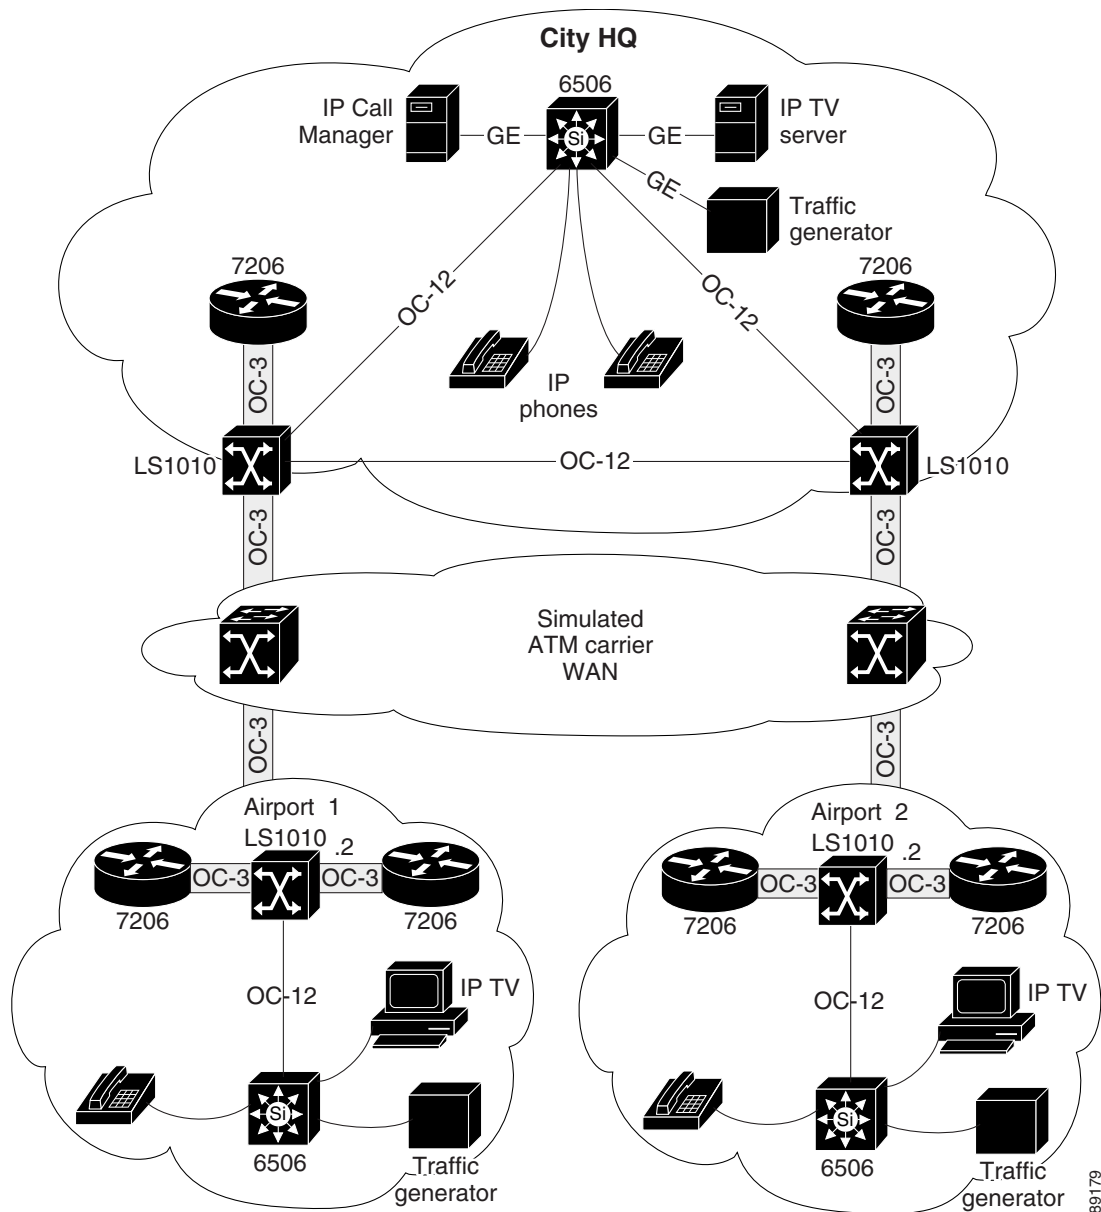 City HQ
6506
IP Call
Manager
GE
GE
IP TV
server
GE
Traffic
generator
7206
7206
OC-12
OC-12
OC-3
OC-3
IP
phones
LS1010
OC-12
LS1010
OC-3
OC-3
Simulated
ATM carrier
WAN
OC-3
OC-3
Airport 1
LS1010
.2
OC-3
OC-3
7206
7206
OC-12
IP TV
Si
6506
Traffic
generator
Airport 2
LS1010
.2
OC-3
OC-3
7206
7206
OC-12
IP TV
Si
6506
Traffic
generator
Si
89179